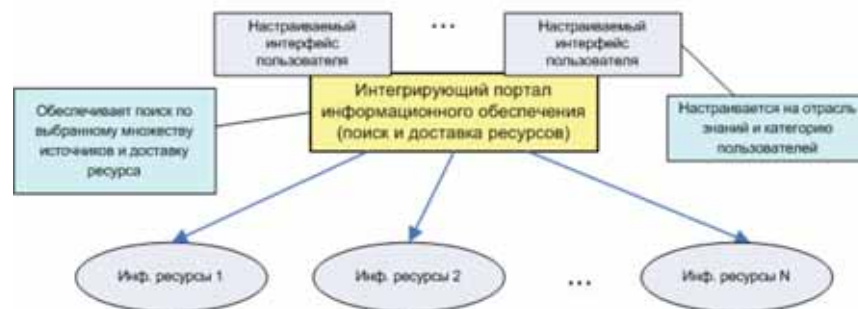 Настраиваемый
интерфейс
пользователя
...
Настраиваемый
интерфейс
пользователя
Интегрирующий портал
информационного обеспечения
(поиск и доставка ресурсов)
Обеспечивает поиск по
выбранному множеству
источников и доставку
ресурса
Настраивается на отрасль
знаний и категорию
пользователей
Инф. ресурсы 1
Инф. ресурсы 2
...
Инф. ресурсы N